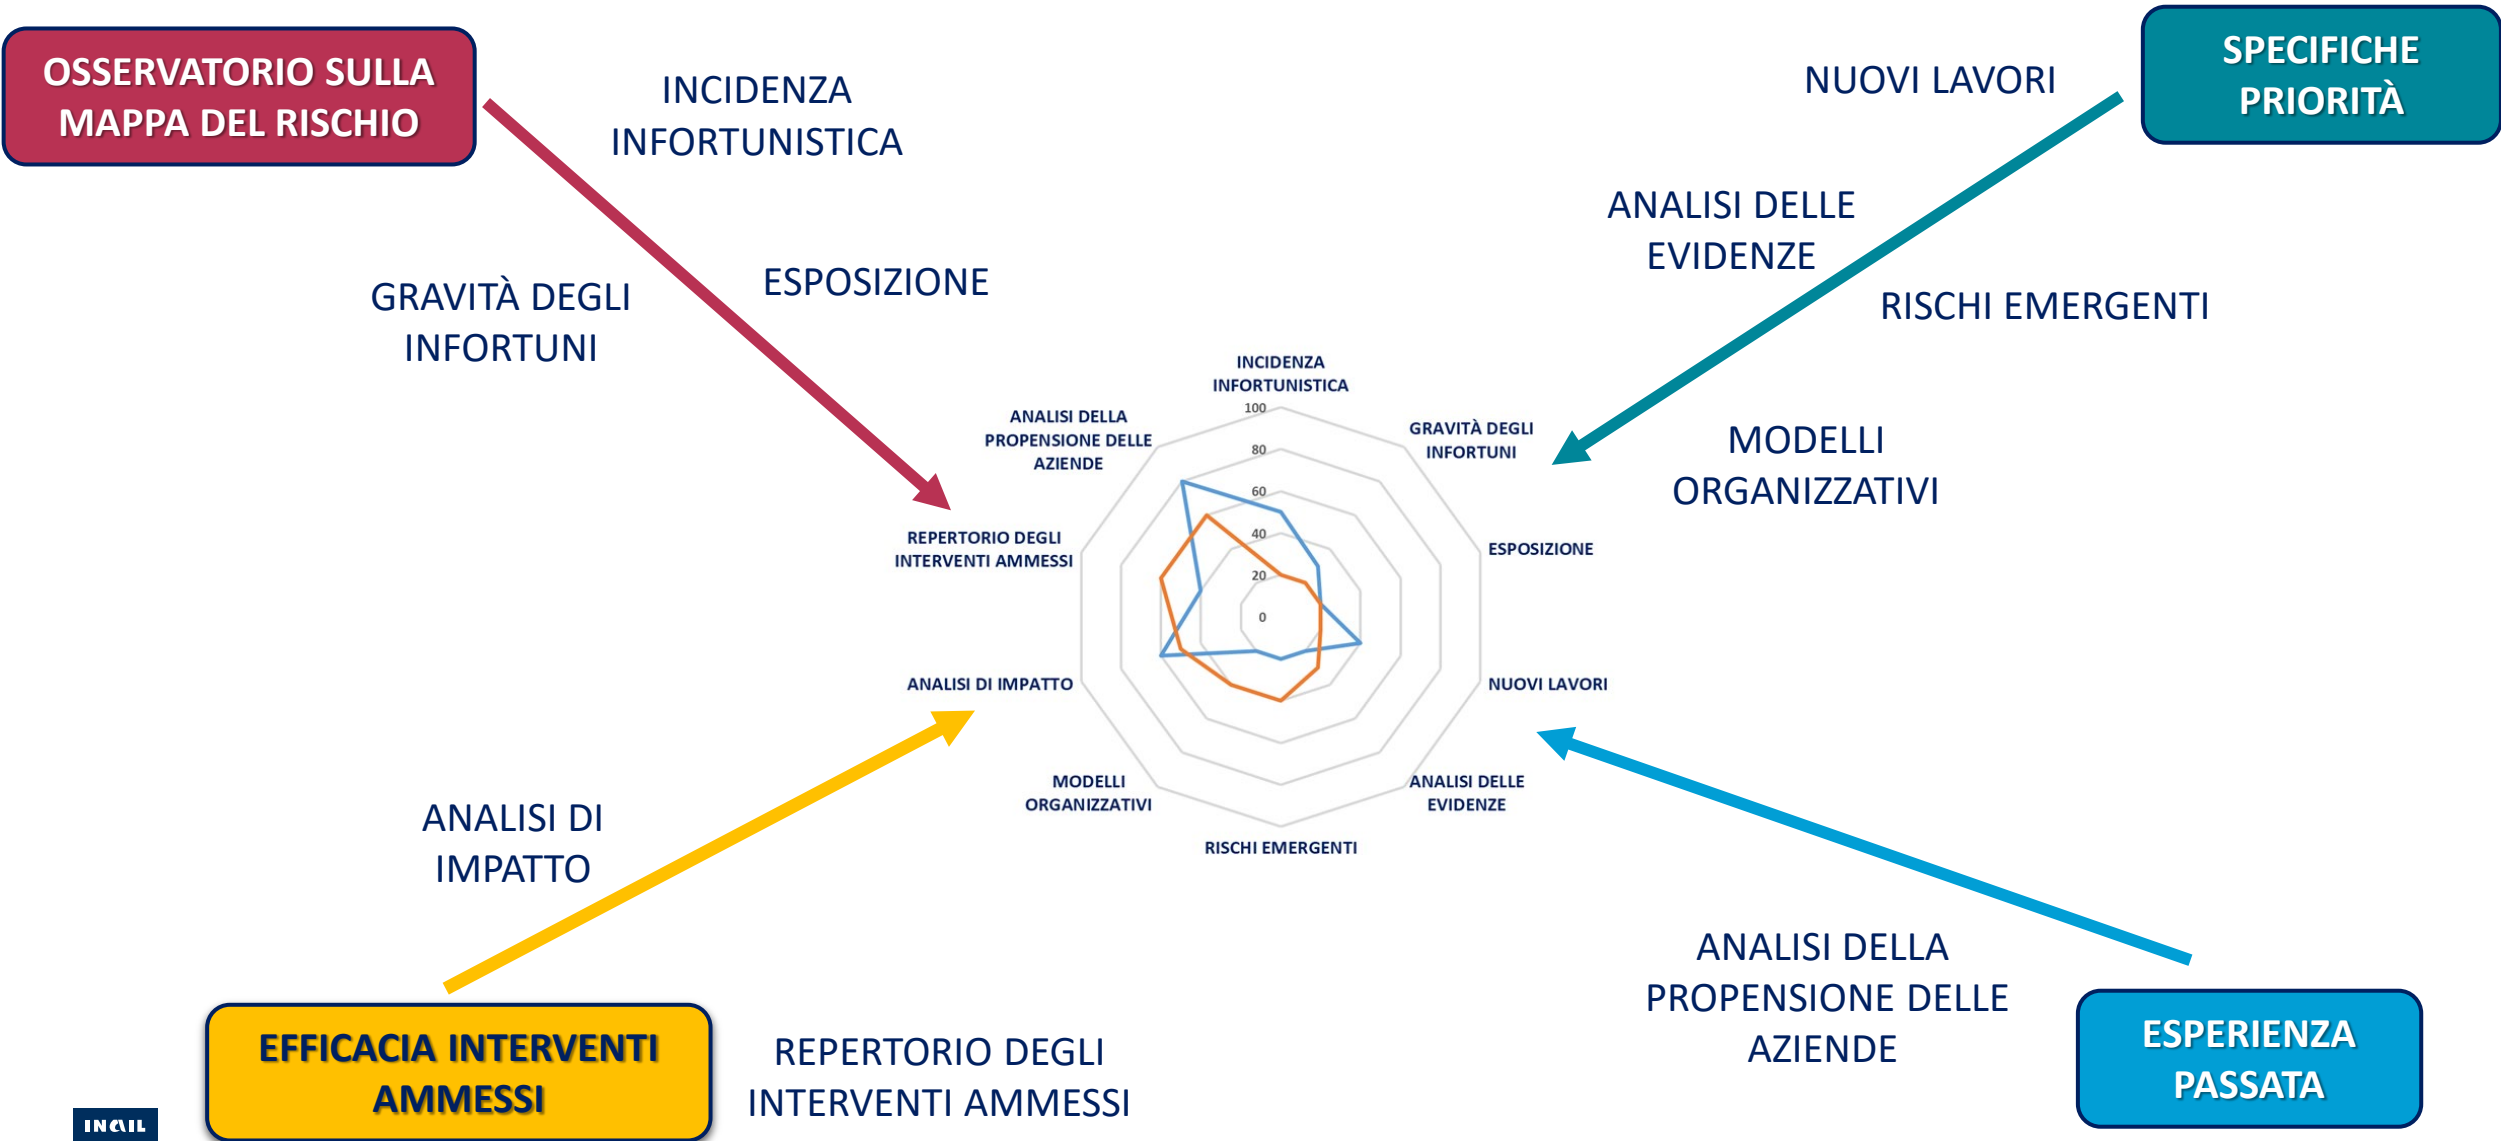 OSSERVATORIO SULLA
MAPPA DEL RISCHIO
INCIDENZA
INFORTUNISTICA
GRAVITÀ DEGLI
INFORTUNI
ESPOSIZIONE
SPECIFICHE
PRIORITÀ
NUOVI LAVORI
ANALISI DELLE
EVIDENZE
RISCHI EMERGENTI
MODELLI
ORGANIZZATIVI
INCIDENZA
INFORTUNISTICA
GRAVITÀ DEGLI
INFORTUNI
ESPOSIZIONE
NUOVI LAVORI
ANALISI DELLE
EVIDENZE
RISCHI EMERGENTI
MODELLI
ORGANIZZATIVI
ANALISI DI IMPATTO
REPERTORIO DEGLI
INTERVENTI AMMESSI
ANALISI DELLA
PROPENSIONE DELLE
AZIENDE
100
80
60
40
20
0
ANALISI DI
IMPATTO
EFFICACIA INTERVENTI
AMMESSI
REPERTORIO DEGLI
INTERVENTI AMMESSI
ANALISI DELLA
PROPENSIONE DELLE
AZIENDE
ESPERIENZA
PASSATA
INAIL